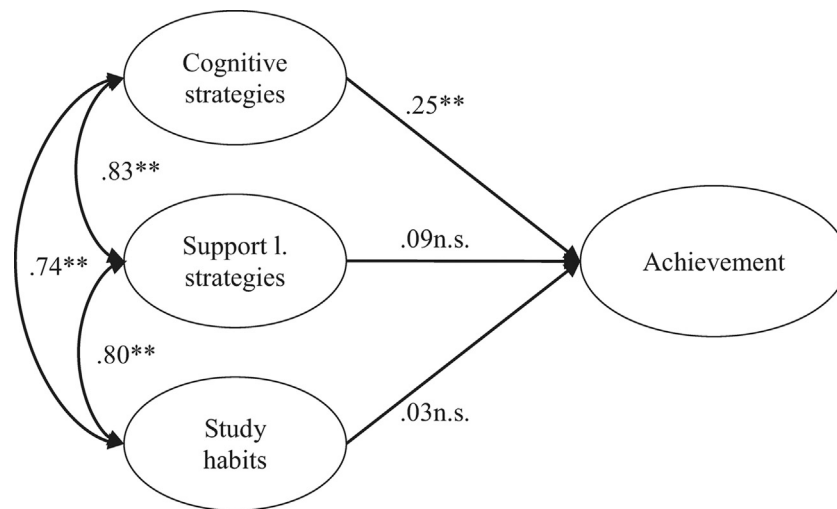 Cognitive
strategies
.25**
.83**
Support l.
strategies
.09n.s.
Achievement
.74**
.80**
Study
habits
.03n.s.